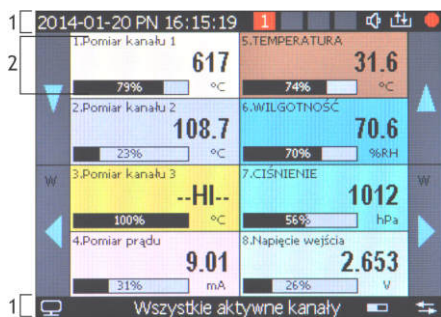 1 2014-01-20 PN 16:15:19 1
2
1.Pomiar kanału 1
617
79% °C
5.TEMPERATURA
31.6
74% °C
2.Pomiar kanału 2
108.7
23% °C
6.WILGOTNOŚĆ
70.6
70% %RH
W
3.Pomiar kanału 3
--HI--
100% °C
7.CIŚNIENIE
1012
56% hPa
W
4.Pomiar prądu
9.01
31% mA
8.Napięcie wejścia
2.653
26% V
1 Wszystkie aktywne kanały